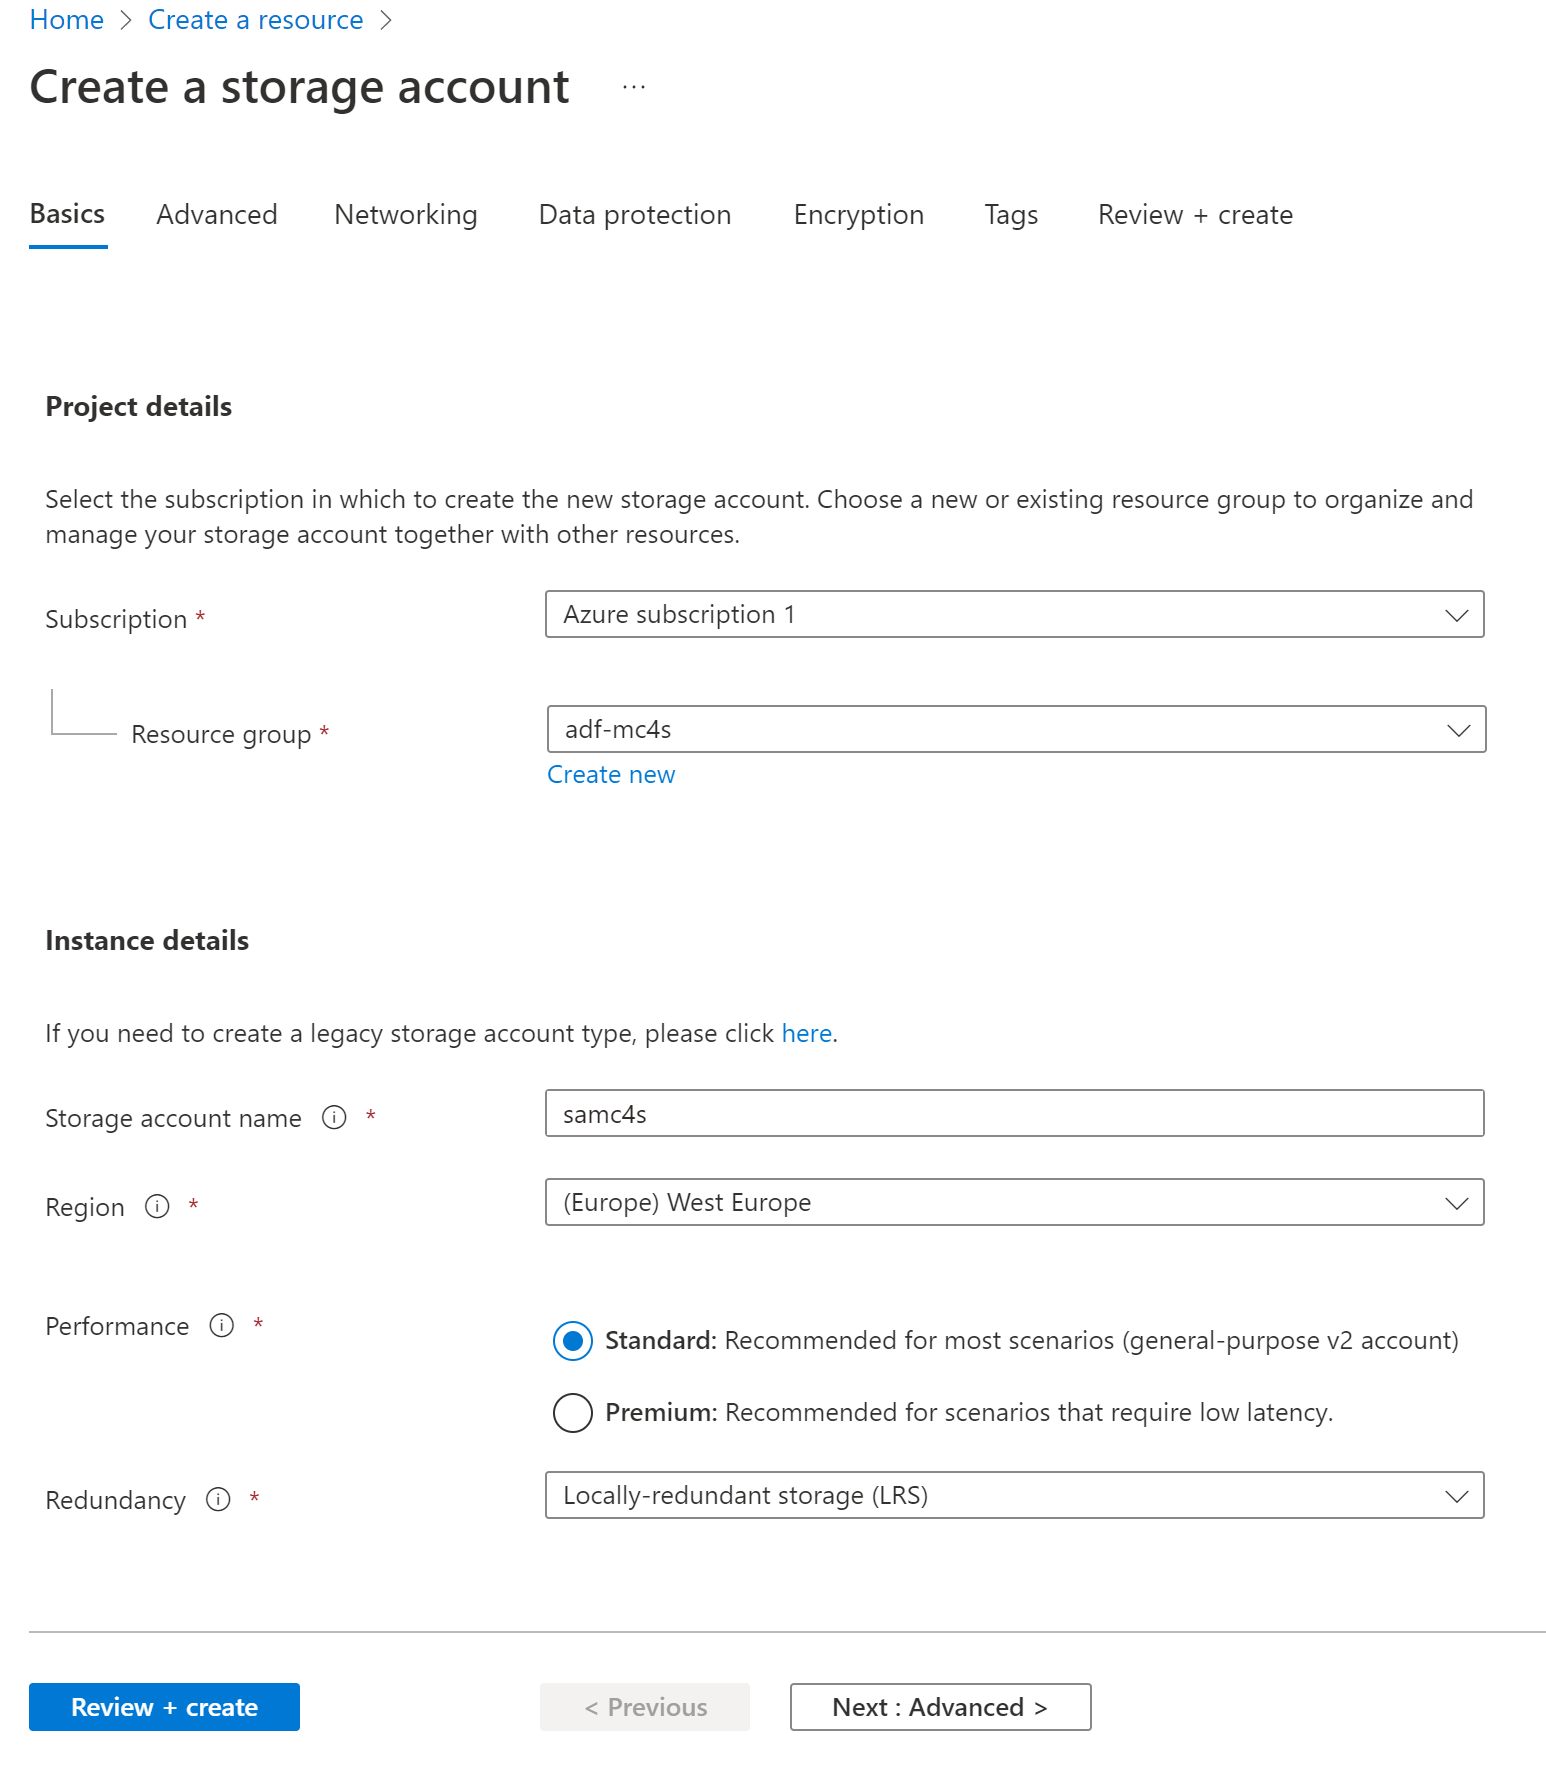 Home > Create a resource >
Create a storage account ...
Basics Advanced Networking Data protection Encryption Tags Review + create
Project details
Select the subscription in which to create the new storage account. Choose a new or existing resource group to organize and
manage your storage account together with other resources.
Subscription * Azure subscription 1
Resource group * adf-mc4s
Create new
Instance details
If you need to create a legacy storage account type, please click here.
Storage account name * samc4s
Region * (Europe) West Europe
Performance * Standard: Recommended for most scenarios (general-purpose v2 account)
Premium: Recommended for scenarios that require low latency.
Redundancy * Locally-redundant storage (LRS)
Review + create < Previous Next : Advanced >